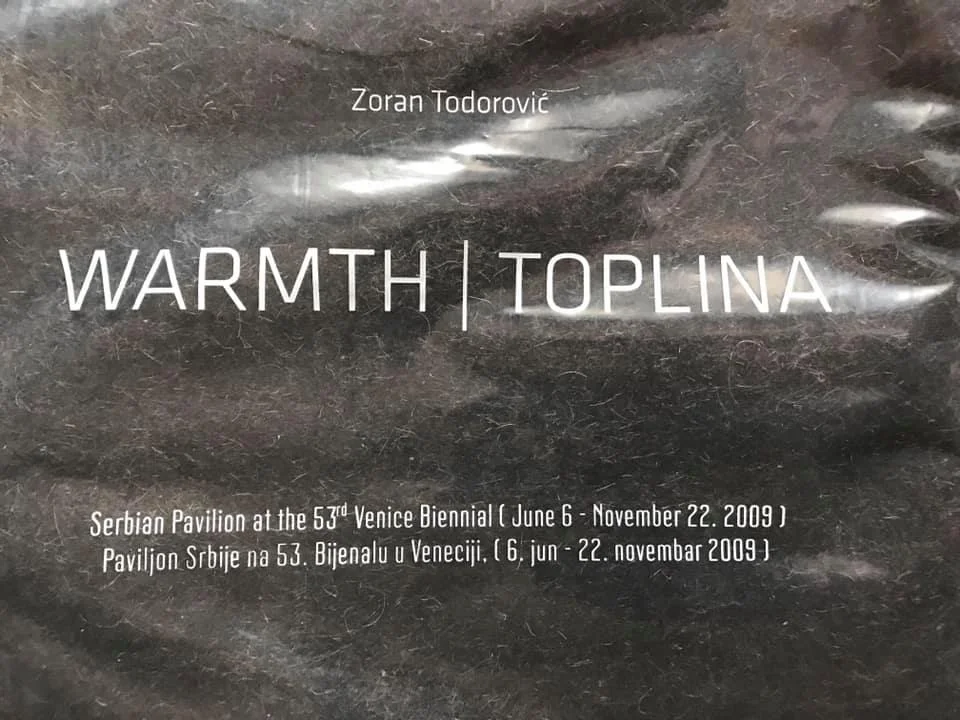 Zoran Todorović
WARMTH | TOPLINA
Serbian Pavilion at the 53rd Venice Biennial ( June 6 - November 22. 2009 )
Paviljon Srbije na 53. Bijenalu u Veneciji, ( 6. jun - 22. novembar 2009 )